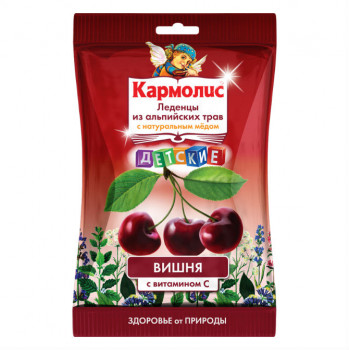 Кармолис
Леденцы
из альпийских трав
с натуральным мёдом
ДЕТСКИЕ
ВИШНЯ
с витамином С
ЗДОРОВЬЕ от ПРИРОДЫ